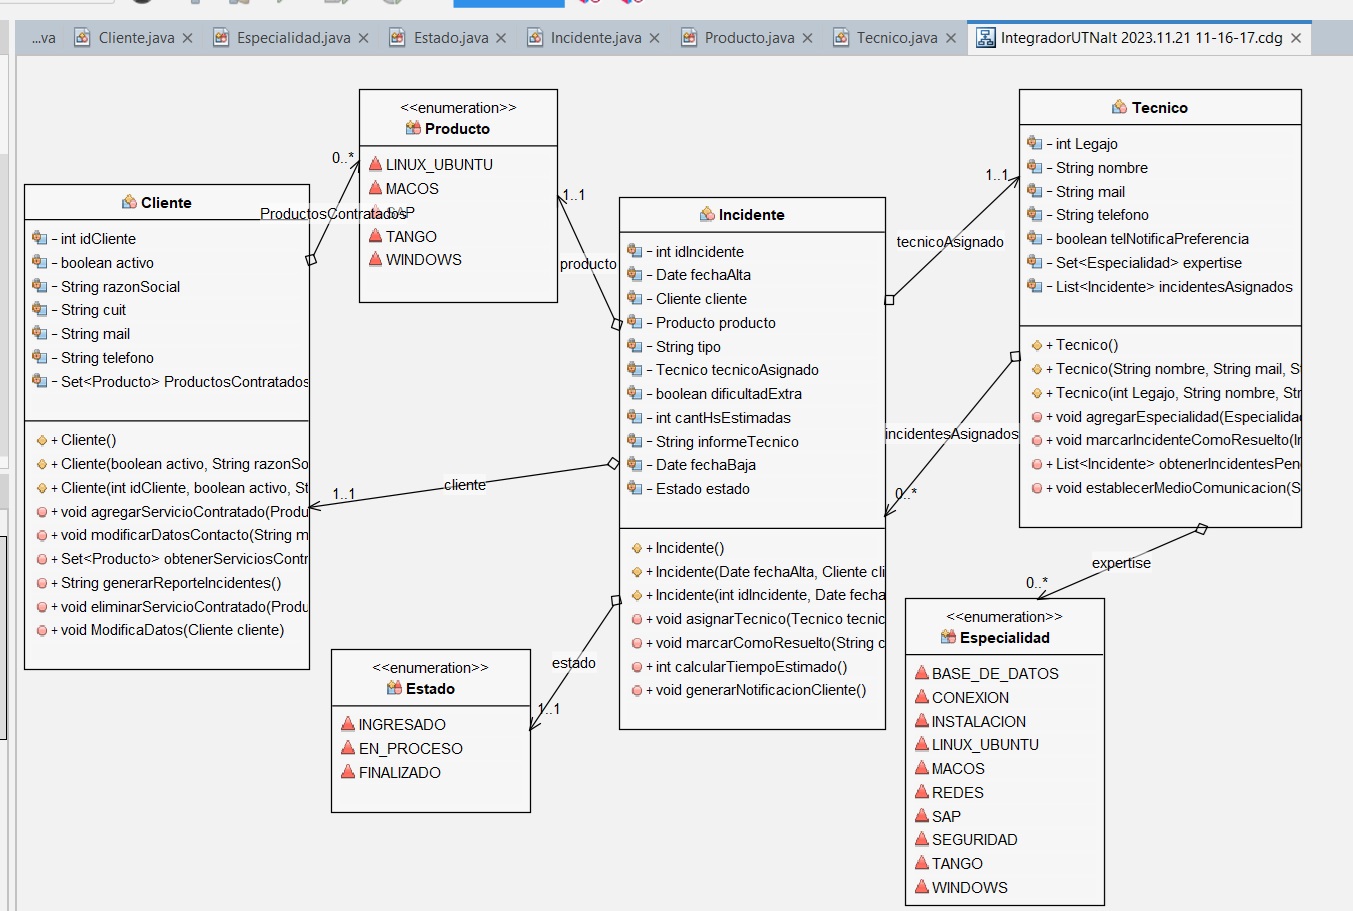 ...va
Cliente.java
Especialidad.java
Estado.java
Incidente.java
Producto.java
Tecnico.java
IntegradorUTNalt 2023.11.21 11-16-17.cdg
<<enumeration>>
Producto
LINUX_UBUNTU
MACOS
SAP
TANGO
WINDOWS
0..*
ProductosContratados
Cliente
- int idCliente
- boolean activo
- String razonSocial
- String cuit
- String mail
- String telefono
- Set<Producto> ProductosContratados
+ Cliente()
+ Cliente(boolean activo, String razonSo
+ Cliente(int idCliente, boolean activo, St
+ void agregarServicioContratado(Produ
+ void modificarDatosContacto(String m
+ Set<Producto> obtenerServiciosContr
+ String generarReporteIncidentes()
+ void eliminarServicioContratado(Produ
+ void ModificaDatos(Cliente cliente)
1..1
producto
Incidente
- int idIncidente
- Date fechaAlta
- Cliente cliente
- Producto producto
- String tipo
- Tecnico tecnicoAsignado
- boolean dificultadExtra
- int cantHsEstimadas
- String informeTecnico
- Date fechaBaja
- Estado estado
+ Incidente()
+ Incidente(Date fechaAlta, Cliente cli
+ Incidente(int idIncidente, Date fecha
+ void asignarTecnico(Tecnico tecnic
+ void marcarComoResuelto(String c
+ int calcularTiempoEstimado()
+ void generarNotificacionCliente()
cliente
1..1
estado
1..1
<<enumeration>>
Estado
INGRESADO
EN_PROCESO
FINALIZADO
1..1
tecnicoAsignado
Tecnico
- int Legajo
- String nombre
- String mail
- String telefono
- boolean telNotificaPreferencia
- Set<Especialidad> expertise
- List<Incidente> incidentesAsignados
+ Tecnico()
+ Tecnico(String nombre, String mail, St
+ Tecnico(int Legajo, String nombre, Str
+ void agregarEspecialidad(Especialida
+ void marcarIncidenteComoResuelto(In
+ List<Incidente> obtenerIncidentesPen
+ void establecerMedioComunicacion(S
incidentesAsignados
0..*
expertise
0..*
<<enumeration>>
Especialidad
BASE_DE_DATOS
CONEXION
INSTALACION
LINUX_UBUNTU
MACOS
REDES
SAP
SEGURIDAD
TANGO
WINDOWS